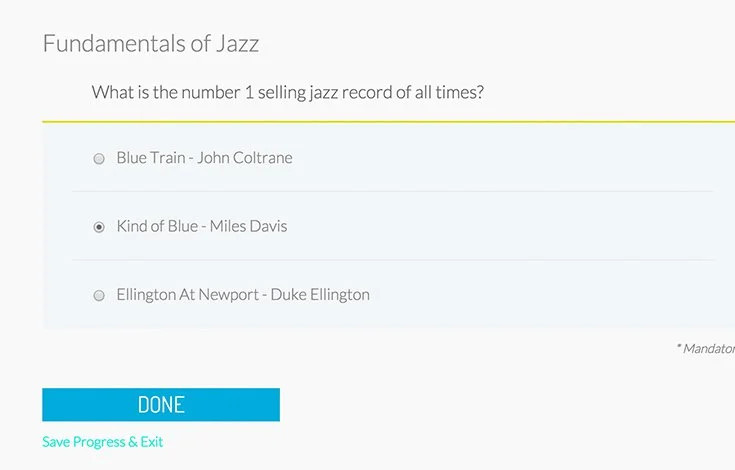 Fundamentals of Jazz
What is the number 1 selling jazz record of all times?
Blue Train - John Coltrane
Kind of Blue - Miles Davis
Ellington At Newport - Duke Ellington
* Mandator
DONE
Save Progress & Exit